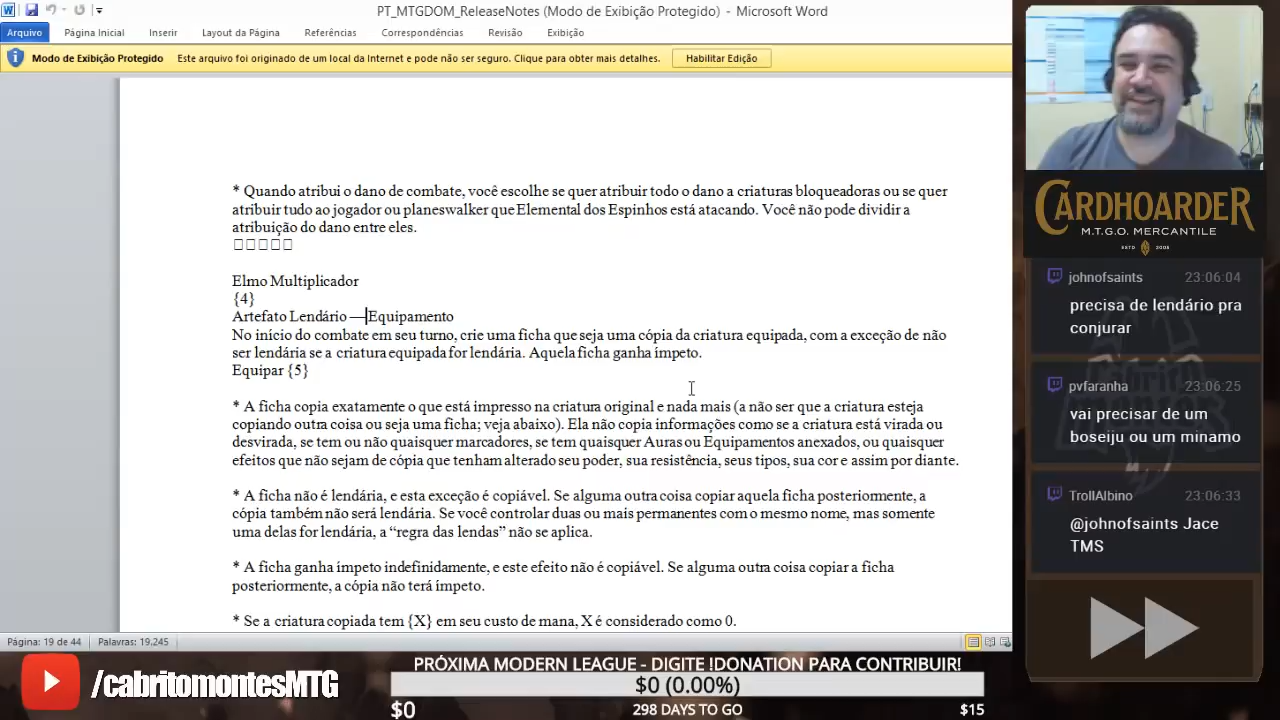 PT_MTGDOM_ReleaseNotes (Modo de Exibição Protegido) - Microsoft Word
Arquivo Página Inicial Inserir Layout da Página Referências Correspondências Revisão Exibição
Modo de Exibição Protegido Este arquivo foi originado de um local da Internet e pode não ser seguro. Clique para obter mais detalhes. Habilitar Edição
* Quando atribui o dano de combate, você escolhe se quer atribuir todo o dano a criaturas bloqueadoras ou se quer
atribuir tudo ao jogador ou planeswalker que Elemental dos Espinhos está atacando. Você não pode dividir a
atribuição do dano entre eles.
□□□□□
Elmo Multiplicador
{4}
Artefato Lendário —Equipamento
No início do combate em seu turno, crie uma ficha que seja uma cópia da criatura equipada, com a exceção de não
ser lendária se a criatura equipada for lendária. Aquela ficha ganha ímpeto.
Equipar {5}
* A ficha copia exatamente o que está impresso na criatura original e nada mais (a não ser que a criatura esteja
copiando outra coisa ou seja uma ficha; veja abaixo). Ela não copia informações como se a criatura está virada ou
desvirada, se tem ou não quaisquer marcadores, se tem quaisquer Auras ou Equipamentos anexados, ou quaisquer
efeitos que não sejam de cópia que tenham alterado seu poder, sua resistência, seus tipos, sua cor e assim por diante.
* A ficha não é lendária, e esta exceção é copiável. Se alguma outra coisa copiar aquela ficha posteriormente, a
cópia também não será lendária. Se você controlar duas ou mais permanentes com o mesmo nome, mas somente
uma delas for lendária, a “regra das lendas” não se aplica.
* A ficha ganha ímpeto indefinidamente, e este efeito não é copiável. Se alguma outra coisa copiar a ficha
posteriormente, a cópia não terá ímpeto.
* Se a criatura copiada tem {X} em seu custo de mana, X é considerado como 0.
Página: 19 de 44 Palavras: 19.245
CARDHOARDER
M.T.G.O. MERCANTILE
ESTD 2008
johnofsaints 23:06:04
precisa de lendário pra
conjurar
pvfaranha 23:06:25
vai precisar de um
boseiju ou um minamo
TrollAlbino 23:06:33
@johnofsaints Jace
TMS
/cabritomontesMTG
PRÓXIMA MODERN LEAGUE - DIGITE !DONATION PARA CONTRIBUIR!
$0 (0.00%)
$0 298 DAYS TO GO $15